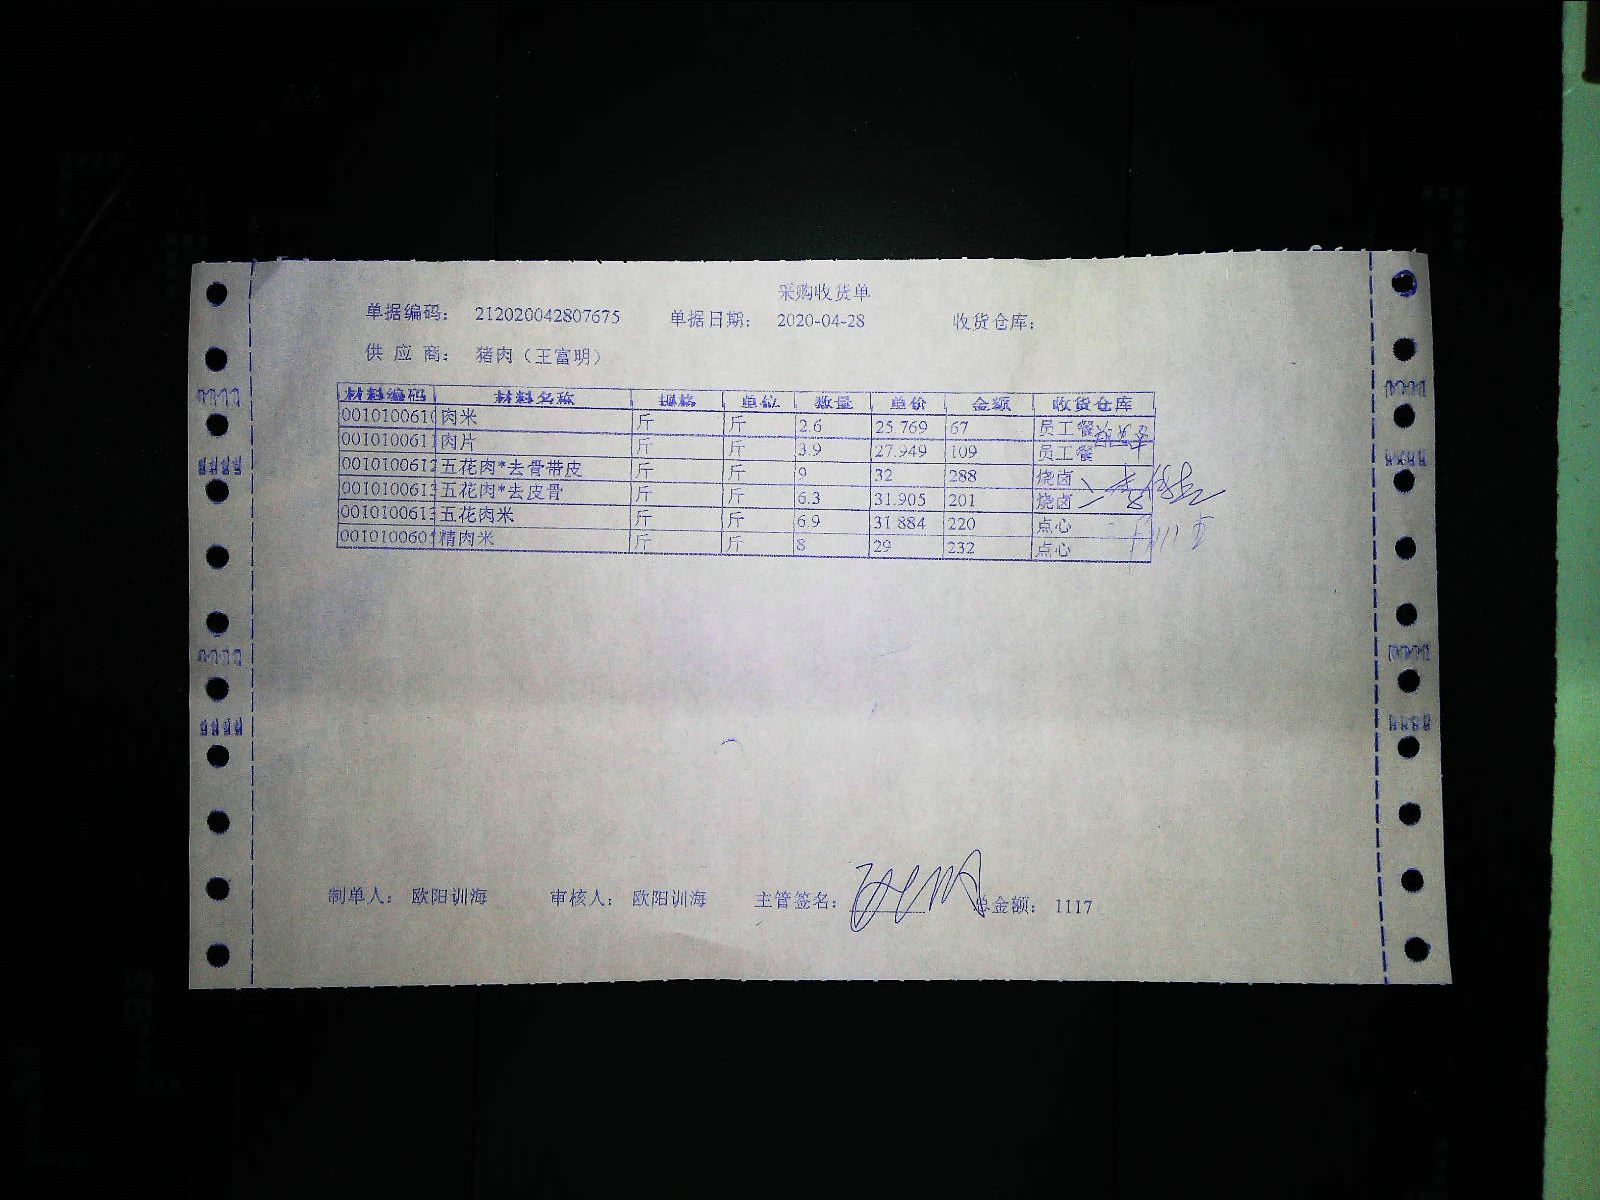 采购收货单
单据编码: 212020042807675 单据日期: 2020-04-28 收货仓库:
供 应 商: 猪肉（王富明）
材料编码 材料名称 规格 单位 数量 单价 金额 收货仓库
0010100610 肉米 斤 斤 2.6 25.769 67 员工餐
0010100611 肉片 斤 斤 3.9 27.949 109 员工餐
0010100612 五花肉*去骨带皮 斤 斤 9 32 288 烧卤
0010100613 五花肉*去皮骨 斤 斤 6.3 31.905 201 烧卤
0010100613 五花肉米 斤 斤 6.9 31.884 220 点心
001010060 精肉米 斤 斤 8 29 232 点心
制单人: 欧阳训海 审核人: 欧阳训海 主管签名: 总金额: 1117